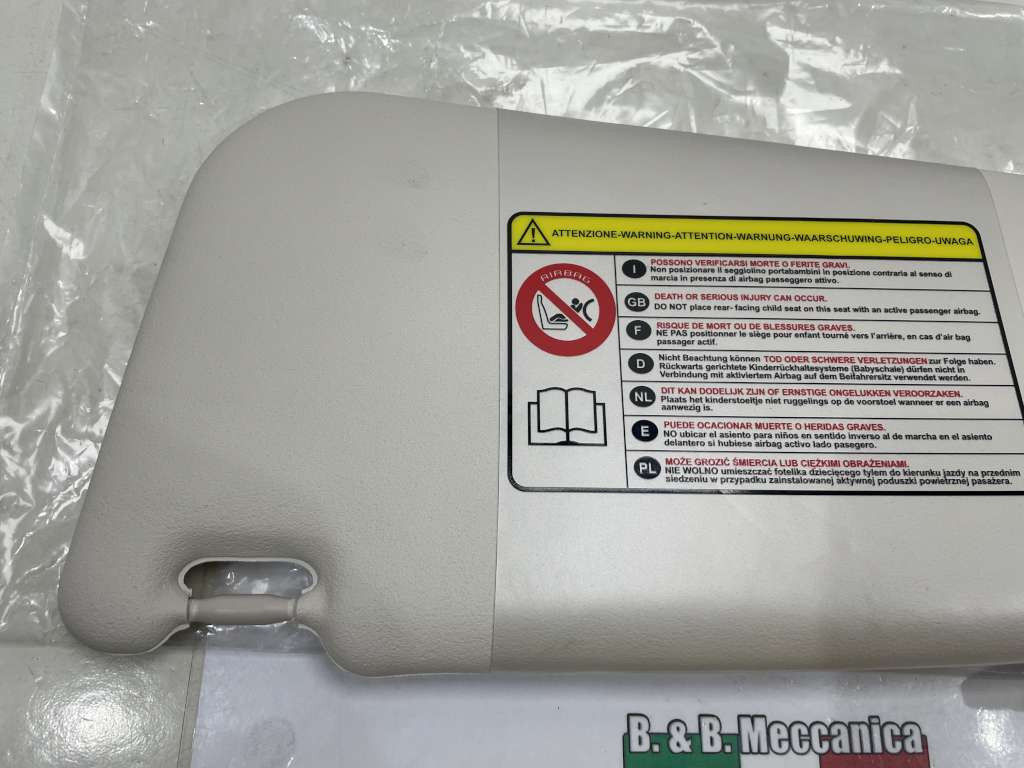 ATTENZIONE-WARNING-ATTENTION-WARNUNG-WAARSCHUWING-PELIGRO-UWAGA
AIRBAG
I
POSSONO VERIFICARSI MORTE O FERITE GRAVI.
Non posizionare il seggiolino portabambini in posizione contraria al senso di
marcia in presenza di airbag passeggero attivo.
GB
DEATH OR SERIOUS INJURY CAN OCCUR.
DO NOT place rear- facing child seat on this seat with an active passenger airbag.
F
RISQUE DE MORT OU DE BLESSURES GRAVES.
NE PAS positionner le siège pour enfant tourné vers l'arrière, en cas d'air bag
passager actif.
D
Nicht Beachtung können TOD ODER SCHWERE VERLETZUNGEN zur Folge haben.
Rückwarts gerichtete Kinderrückhaltesysteme (Babyschale) dürfen nicht in
Verbindung mit aktiviertem Airbag auf dem Beifahrersitz verwendet werden.
NL
DIT KAN DODELIJK ZIJN OF ERNSTIGE ONGELUKKEN VEROORZAKEN.
Plaats het kinderstoeltje niet ruggelings op de voorstoel wanneer er een airbag
aanwezig is.
E
PUEDE OCACIONAR MUERTE O HERIDAS GRAVES.
NO ubicar el asiento para niños en sentido inverso al de marcha en el asiento
delantero si hubiese airbag activo lado pasegero.
PL
MOŻE GROZIĆ ŚMIERCIA LUB CIĘŻKIMI OBRAŻENIAMI.
NIE WOLNO umieszczać fotelika dziecięcego tylem do kierunku jazdy na przednim
siedzeniu w przypadku zainstalowanej aktywnej poduszki powietrznej pasażera.
B. & B. Meccanica